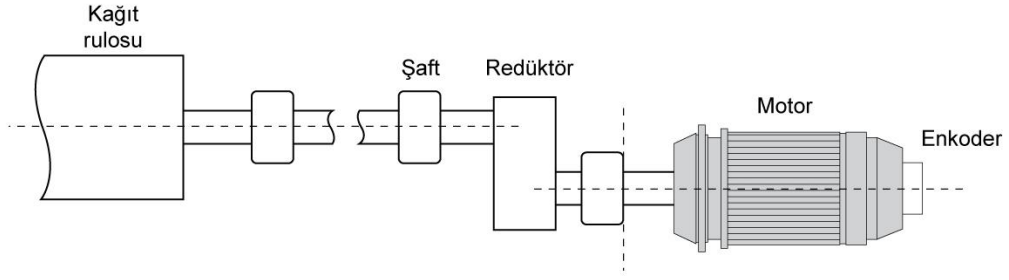 Kağıt
rulosu
Şaft
Redüktör
Motor
Enkoder